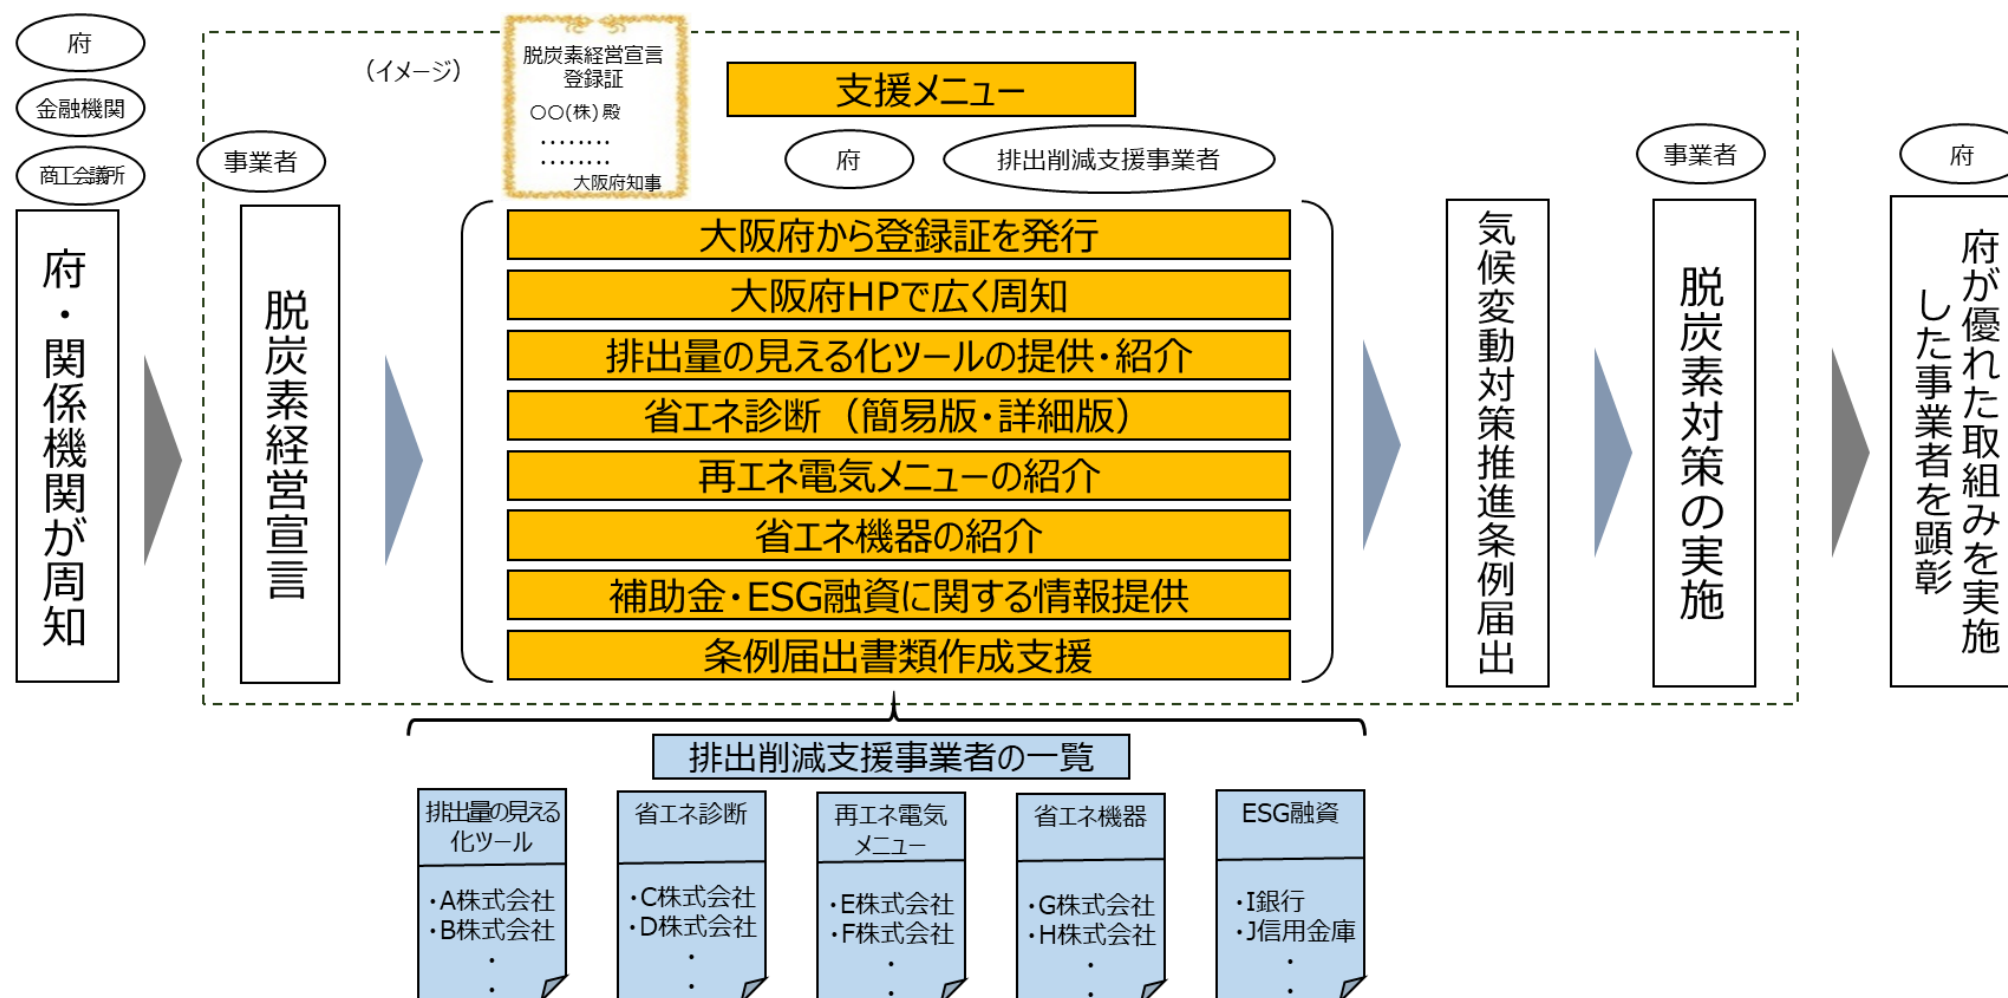 府
金融機関
商工会議所
府・関係機関が周知
事業者
脱炭素経営宣言
(イメージ)
脱炭素経営宣言
登録証
〇〇(株)殿
‥‥‥‥
‥‥‥‥
大阪府知事
支援メニュー
府
排出削減支援事業者
大阪府から登録証を発行
大阪府HPで広く周知
排出量の見える化ツールの提供・紹介
省エネ診断（簡易版・詳細版）
再エネ電気メニューの紹介
省エネ機器の紹介
補助金・ESG融資に関する情報提供
条例届出書類作成支援
気候変動対策推進条例届出
事業者
脱炭素対策の実施
府
府が優れた取組みを実施
した事業者を顕彰
排出削減支援事業者の一覧
排出量の見える
化ツール
・A株式会社
・B株式会社
・
・
省エネ診断
・C株式会社
・D株式会社
・
・
再エネ電気
メニュー
・E株式会社
・F株式会社
・
・
省エネ機器
・G株式会社
・H株式会社
・
・
ESG融資
・I銀行
・J信用金庫
・
・